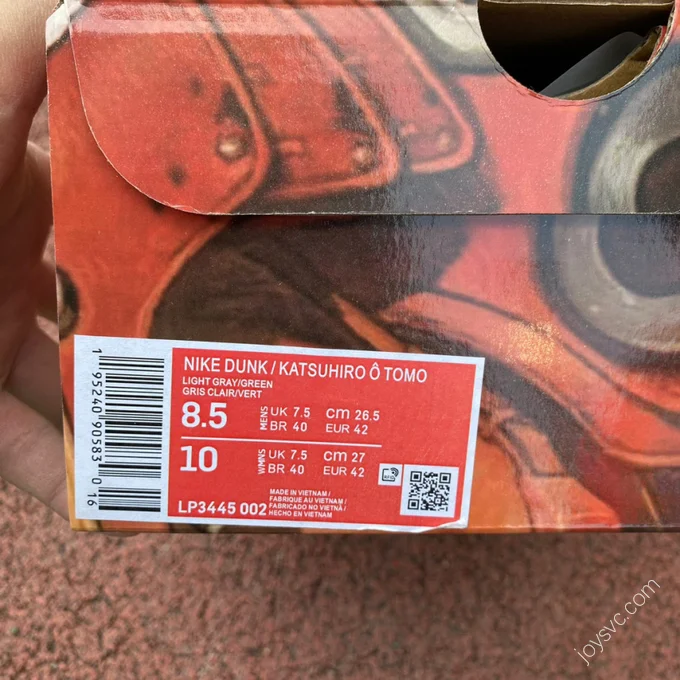 NIKE DUNK / KATSUHIRO Ô TOMO
LIGHT GRAY/GREEN
GRIS CLAIR/VERT
8.5 MENS UK 7.5 cm 26.5
BR 40 EUR 42
10 WMNS UK 7.5 cm 27
BR 40 EUR 42
LP3445 002
MADE IN VIETNAM /
FABRIQUE AU VIETNAM /
FABRICADO NO VIETNÃ /
HECHO EN VIETNAM
1 95240 90583 0 16
joysvc.com